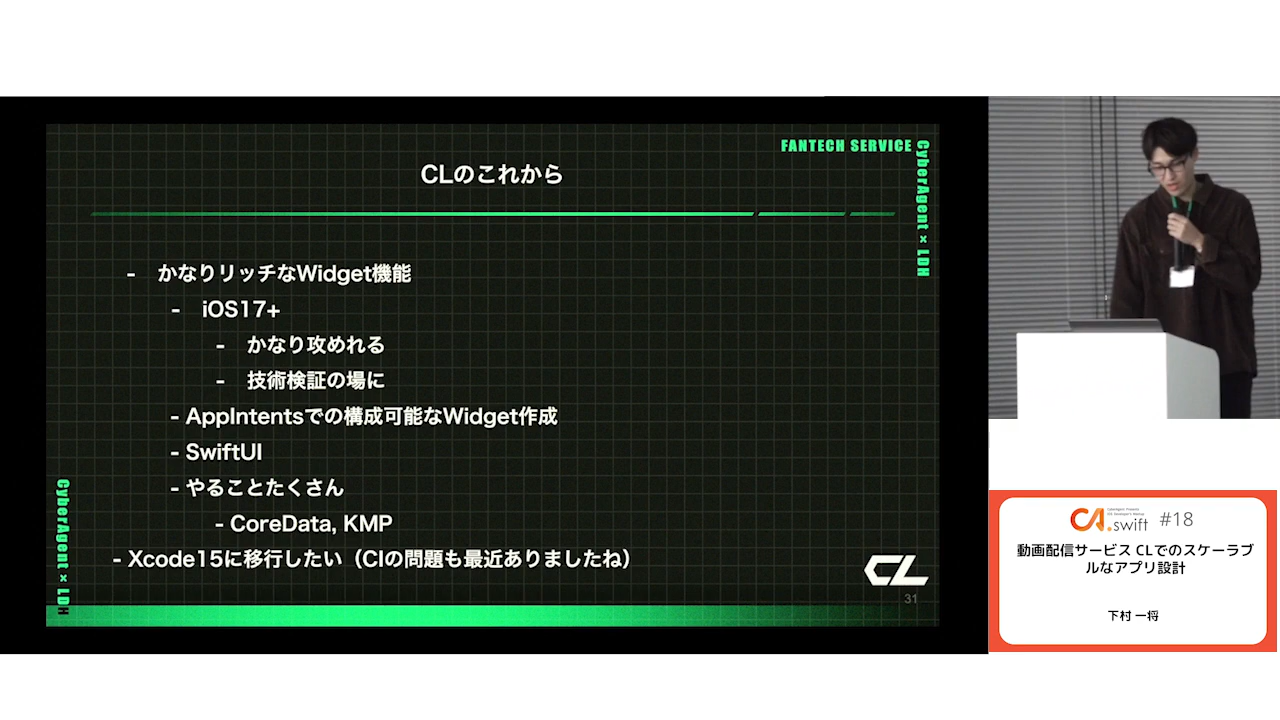 FANTECH SERVICE
CyberAgent × LDH
CLのこれから
- かなりリッチなWidget機能
- iOS17+
- かなり攻めれる
- 技術検証の場に
- AppIntentsでの構成可能なWidget作成
- SwiftUI
- やることたくさん
- CoreData, KMP
- Xcode15に移行したい（CIの問題も最近ありましたね）
CyberAgent × LDH
CL
31
CA.swift #18
動画配信サービス CLでのスケーラブ
ルなアプリ設計
下村 一将